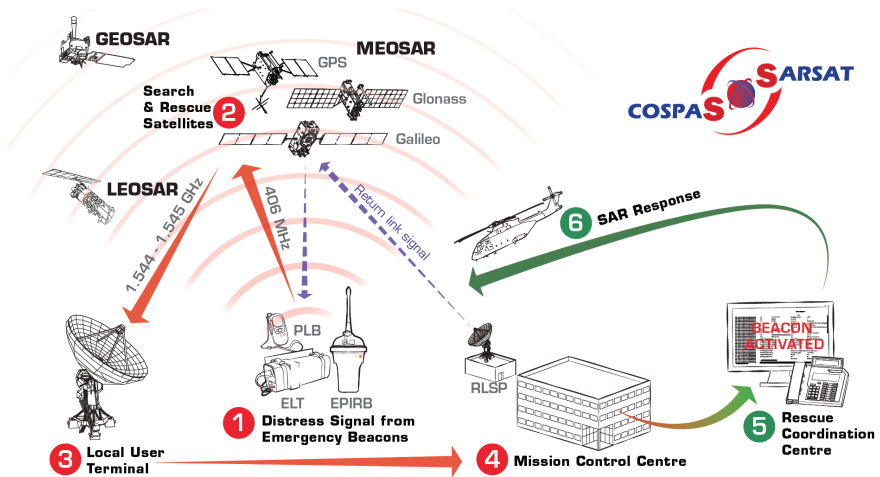 GEOSAR
MEOSAR
GPS
Search
& Rescue
Satellites
2
Glonass
Galileo
COSPAS SARSAT
LEOSAR
1.544 - 1.545 GHz
406 MHz
Return link signal
6 SAR Response
PLB
ELT
EPIRB
RLSP
BEACON
ACTIVATED
1 Distress Signal from
Emergency Beacons
3 Local User
Terminal
4 Mission Control Centre
5 Rescue
Coordination
Centre